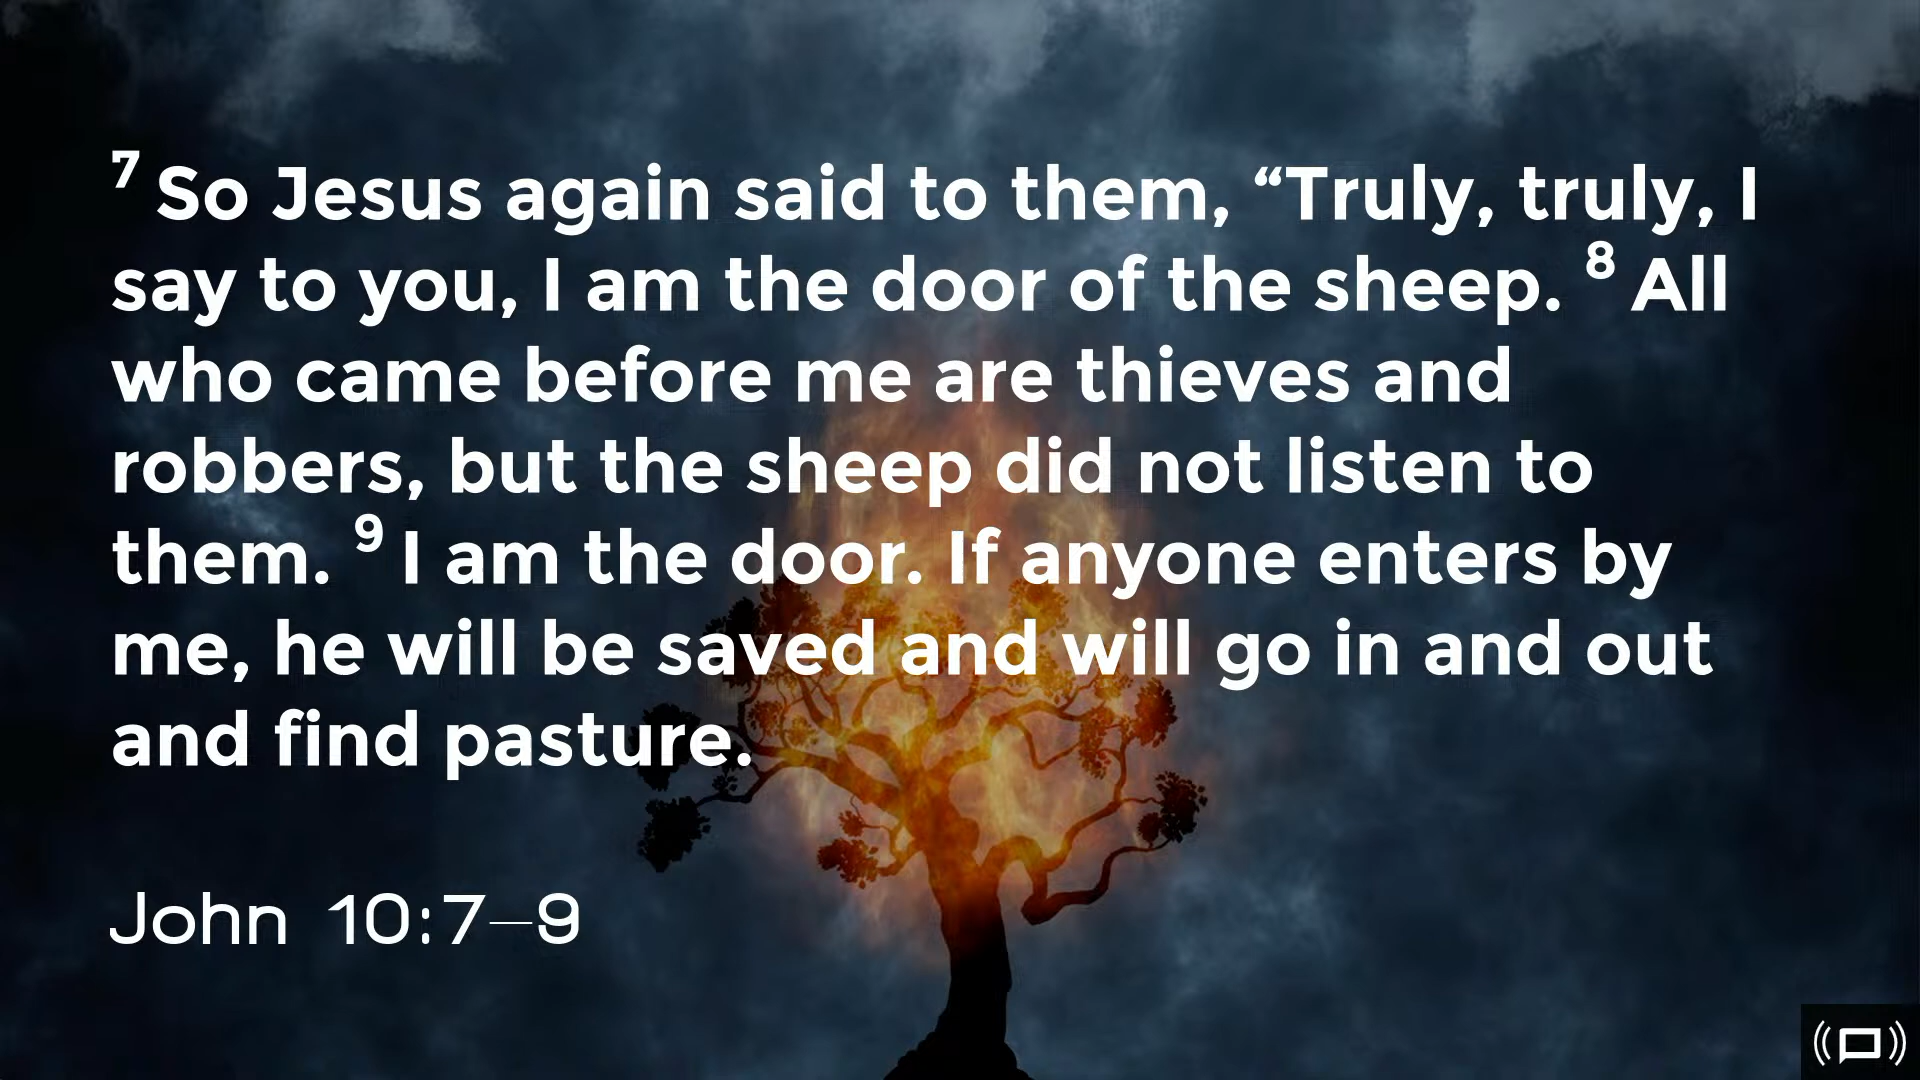 7 So Jesus again said to them, “Truly, truly, I
say to you, I am the door of the sheep. 8 All
who came before me are thieves and
robbers, but the sheep did not listen to
them. 9 I am the door. If anyone enters by
me, he will be saved and will go in and out
and find pasture.
John 10:7–9